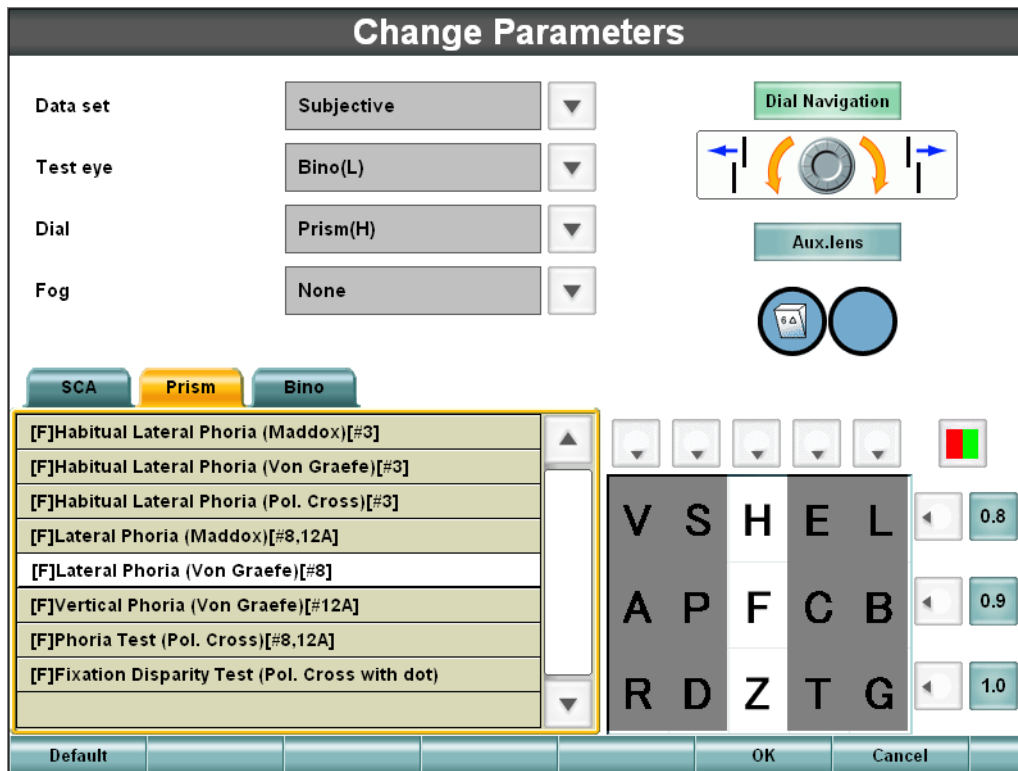 Change Parameters
Data set Subjective
Dial Navigation
Test eye Bino(L)
Dial Prism(H)
Aux.lens
Fog None
6 △
SCA Prism Bino
[F]Habitual Lateral Phoria (Maddox)[#3]
[F]Habitual Lateral Phoria (Von Graefe)[#3]
[F]Habitual Lateral Phoria (Pol. Cross)[#3]
[F]Lateral Phoria (Maddox)[#8,12A]
[F]Lateral Phoria (Von Graefe)[#8]
[F]Vertical Phoria (Von Graefe)[#12A]
[F]Phoria Test (Pol. Cross)[#8,12A]
[F]Fixation Disparity Test (Pol. Cross with dot)
V S H E L 0.8
A P F C B 0.9
R D Z T G 1.0
Default OK Cancel